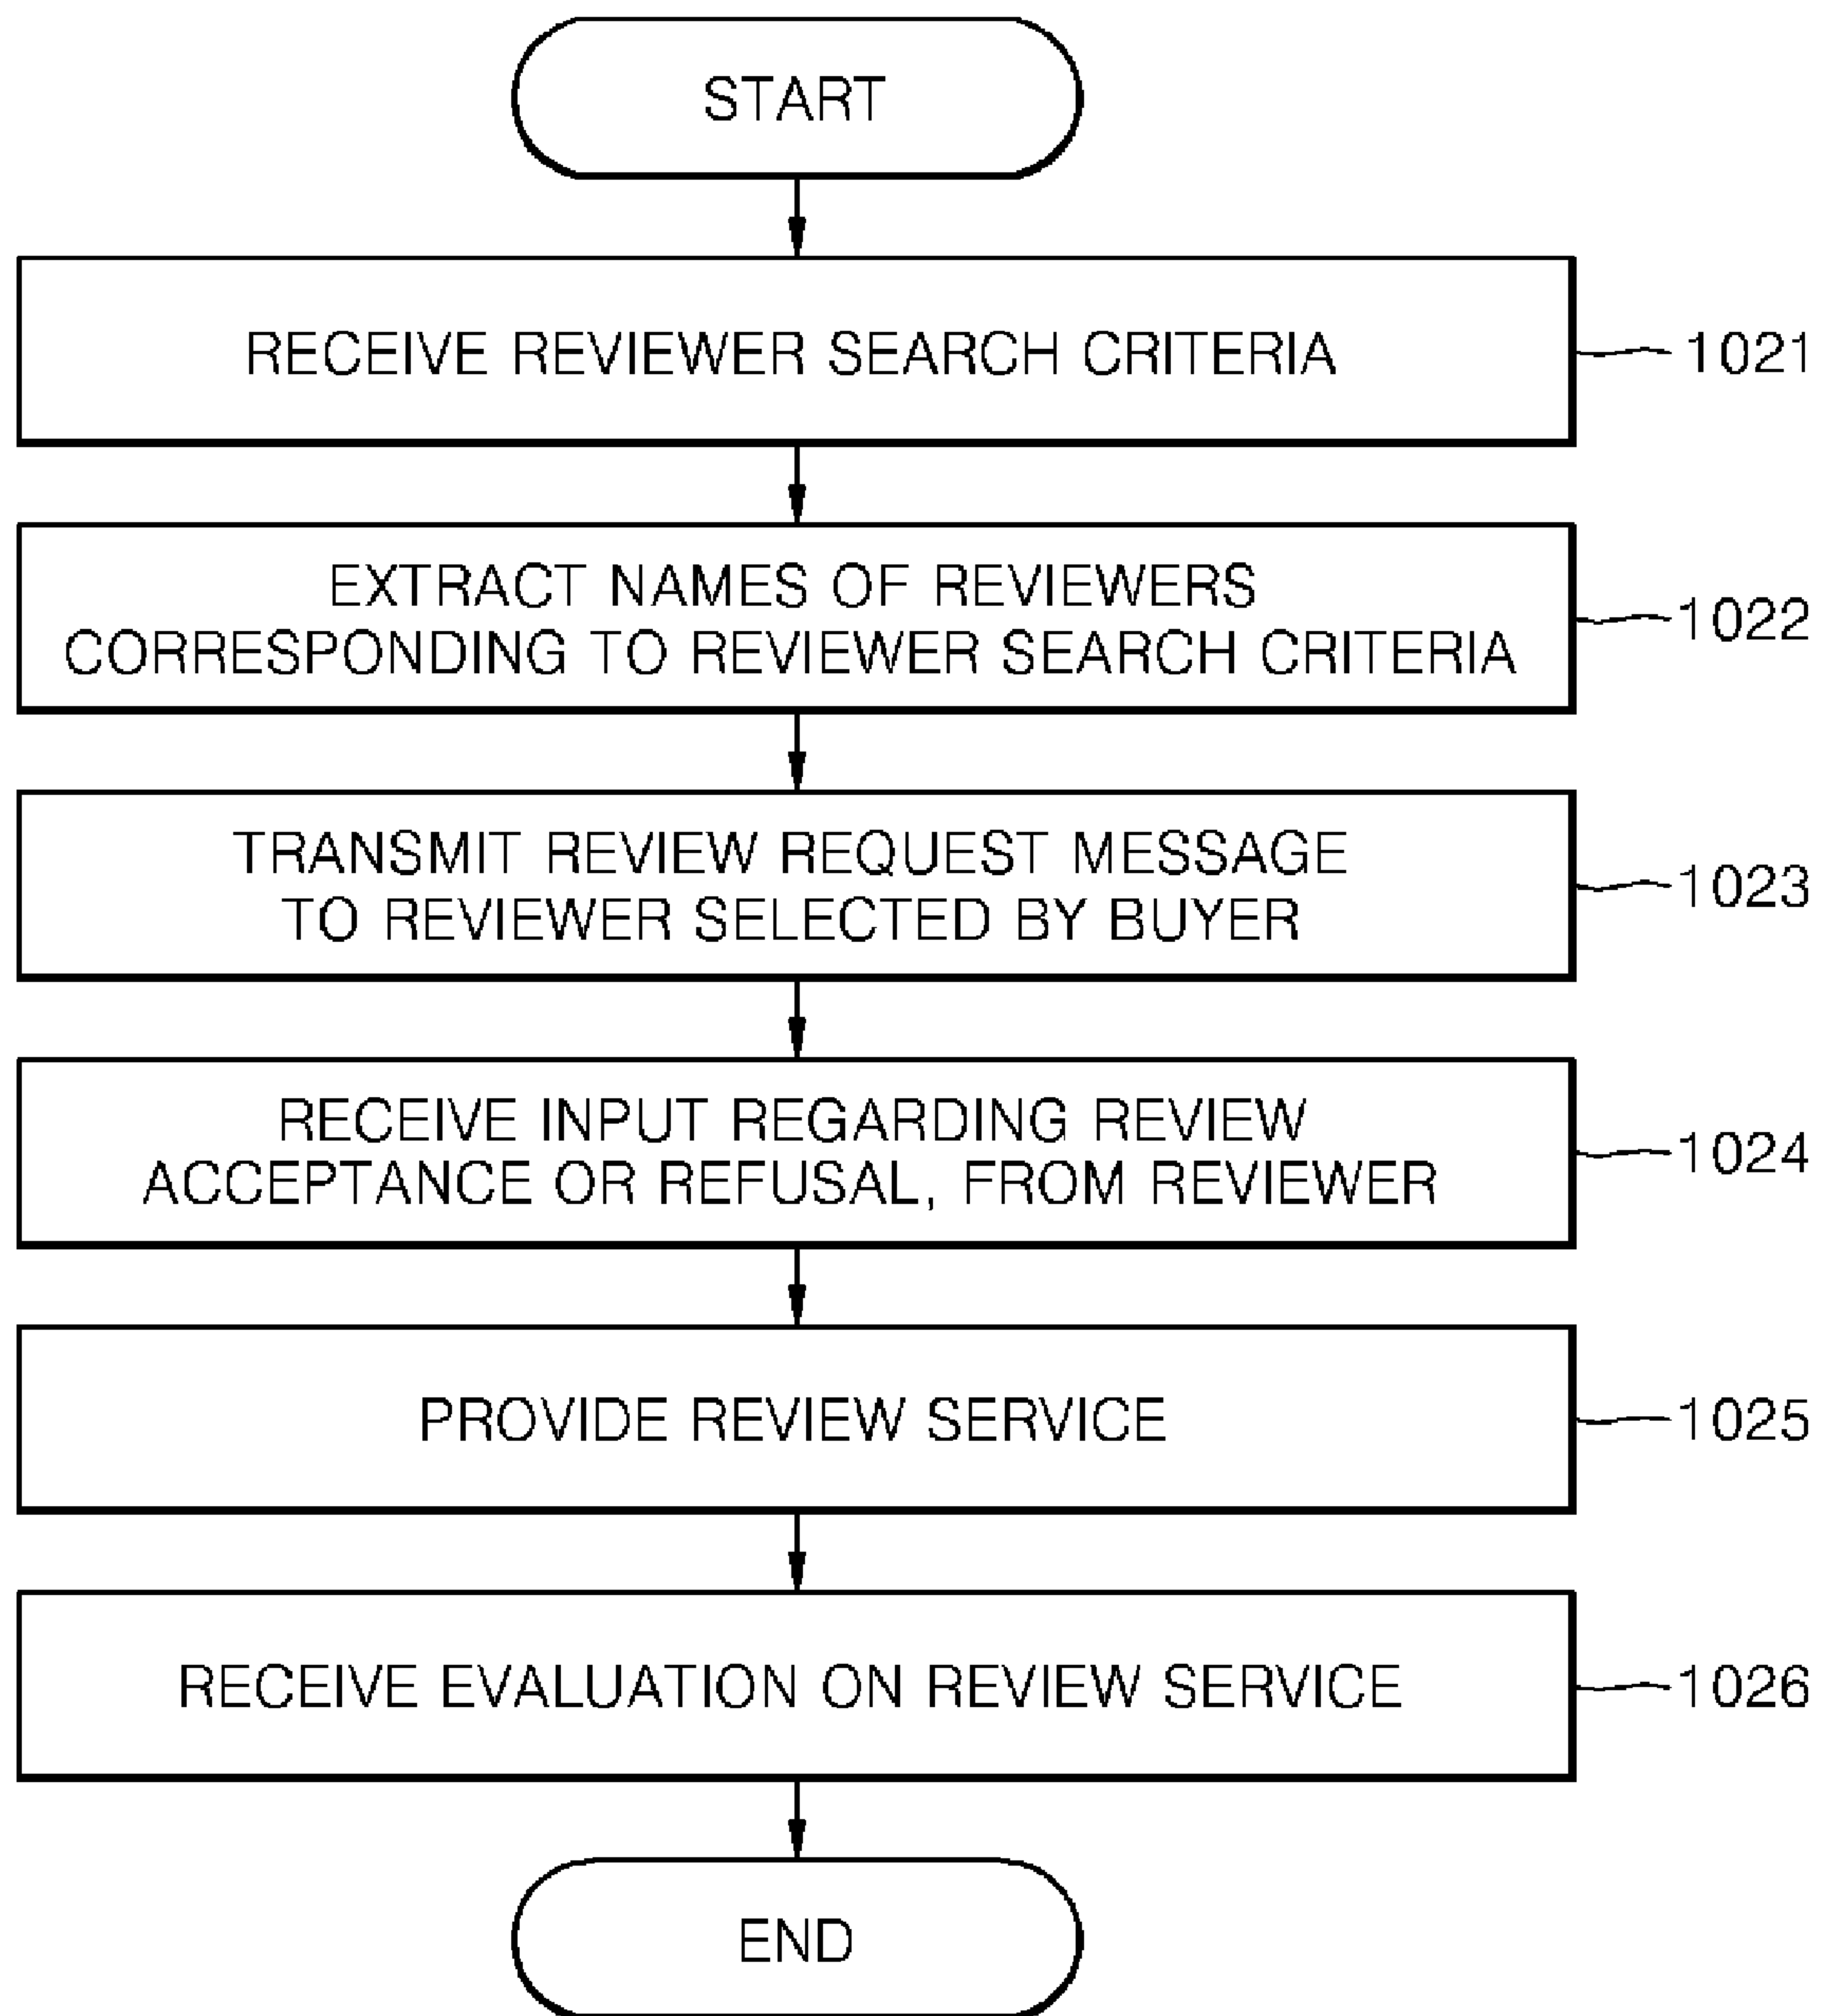 START
RECEIVE REVIEWER SEARCH CRITERIA
1021
EXTRACT NAMES OF REVIEWERS
CORRESPONDING TO REVIEWER SEARCH CRITERIA
1022
TRANSMIT REVIEW REQUEST MESSAGE
TO REVIEWER SELECTED BY BUYER
1023
RECEIVE INPUT REGARDING REVIEW
ACCEPTANCE OR REFUSAL, FROM REVIEWER
1024
PROVIDE REVIEW SERVICE
1025
RECEIVE EVALUATION ON REVIEW SERVICE
1026
END